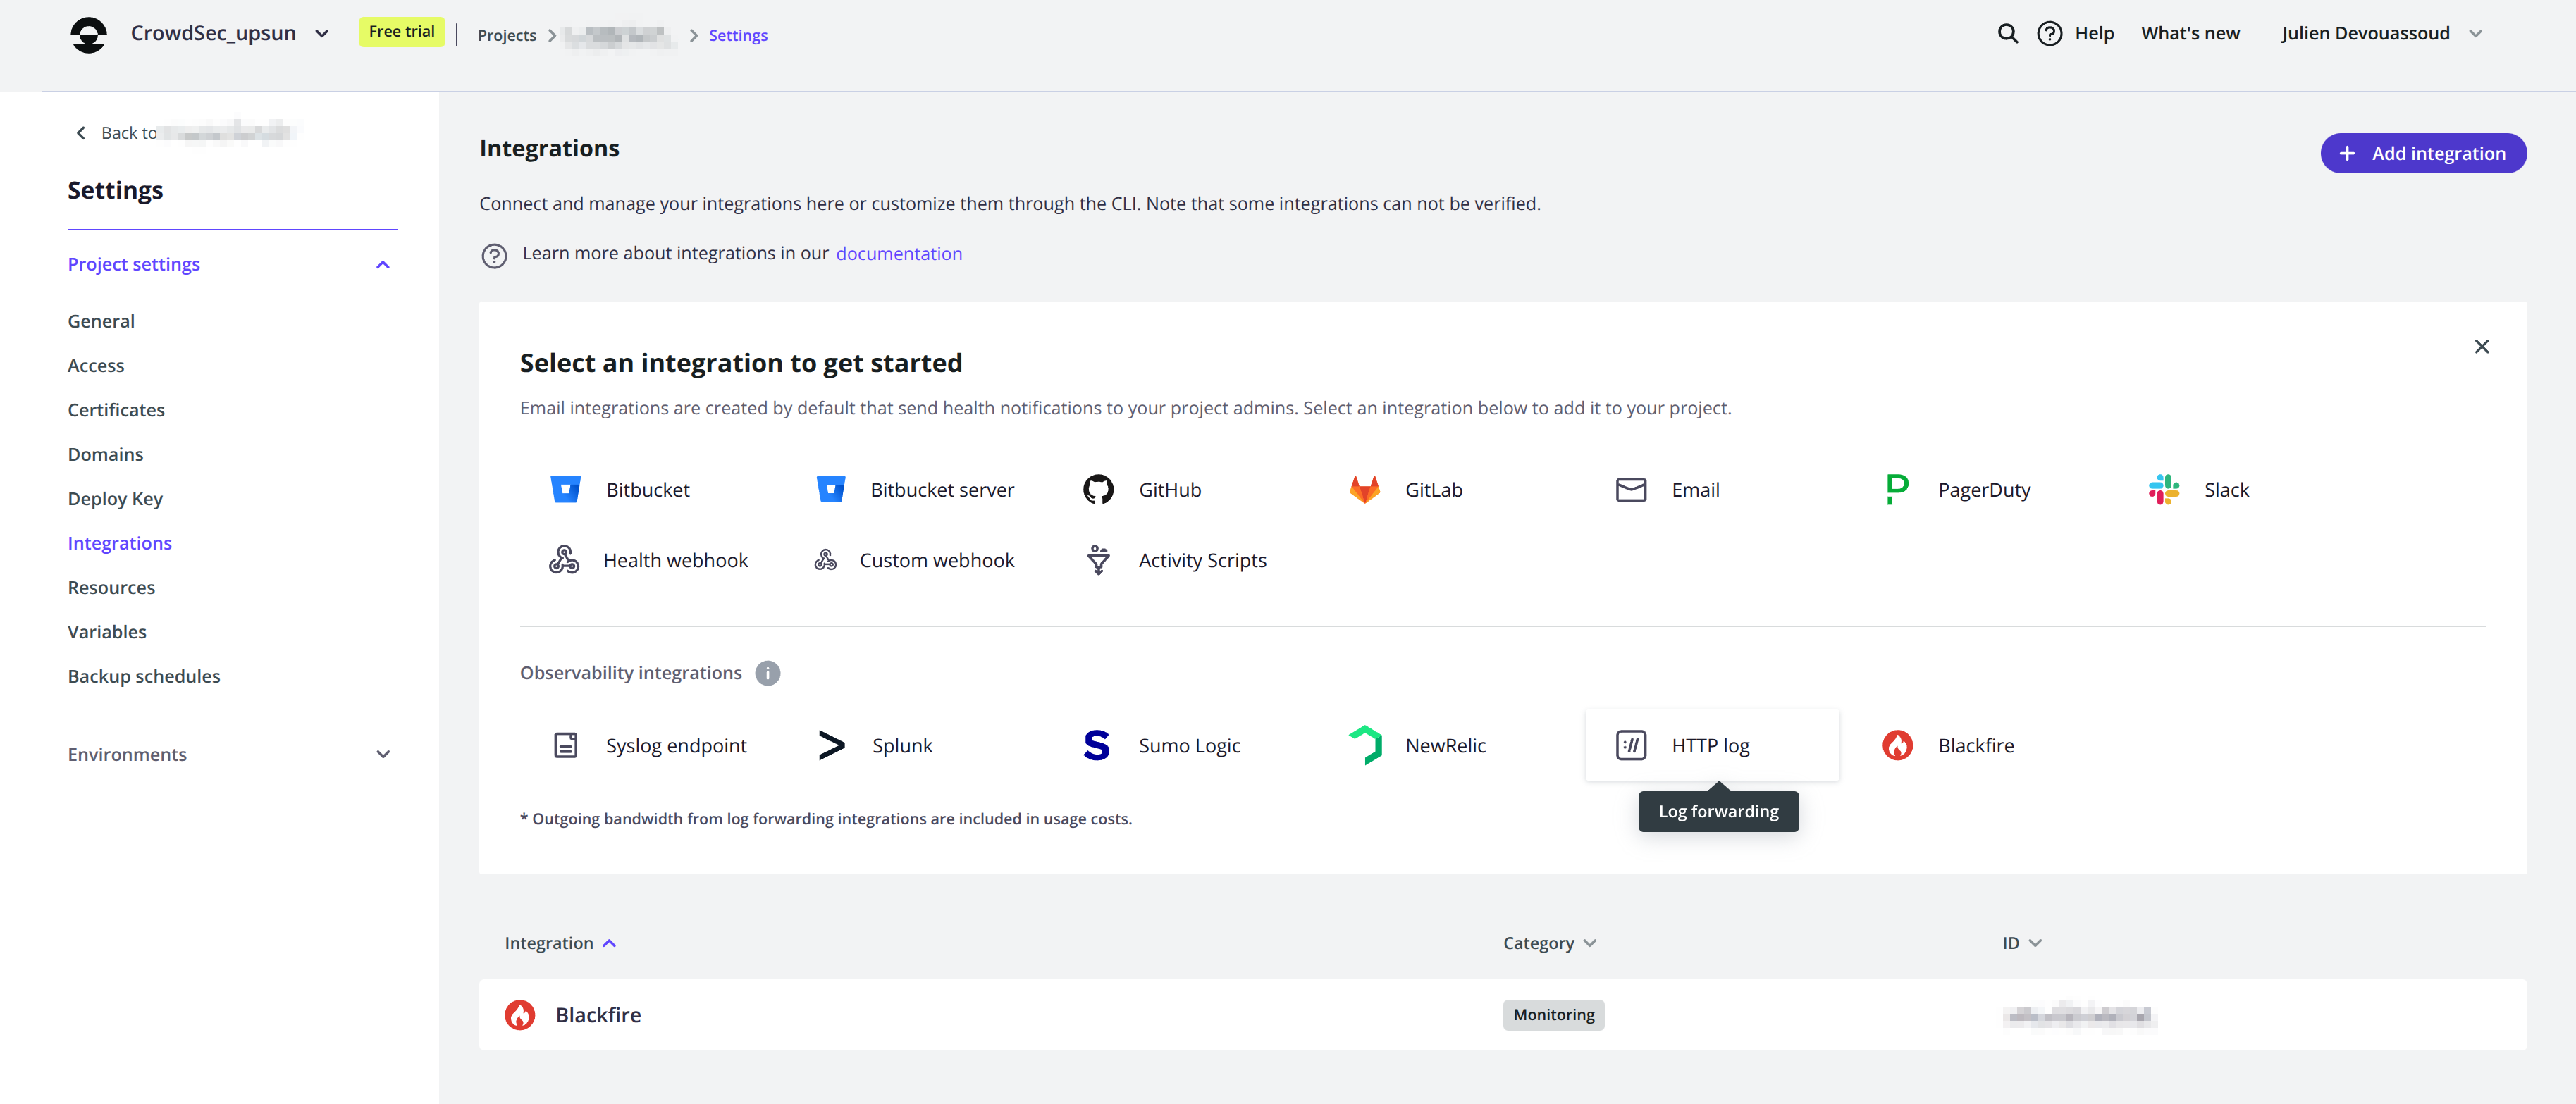 CrowdSec_upsun Free trial Projects Settings Help What's new Julien Devouassoud
Back to
Settings
Project settings
General
Access
Certificates
Domains
Deploy Key
Integrations
Resources
Variables
Backup schedules
Environments
Integrations
Add integration
Connect and manage your integrations here or customize them through the CLI. Note that some integrations can not be verified.
Learn more about integrations in our documentation
Select an integration to get started
Email integrations are created by default that send health notifications to your project admins. Select an integration below to add it to your project.
Bitbucket Bitbucket server GitHub GitLab Email PagerDuty Slack
Health webhook Custom webhook Activity Scripts
Observability integrations
Syslog endpoint Splunk Sumo Logic NewRelic HTTP log Blackfire
Log forwarding
* Outgoing bandwidth from log forwarding integrations are included in usage costs.
Integration Category ID
Blackfire Monitoring